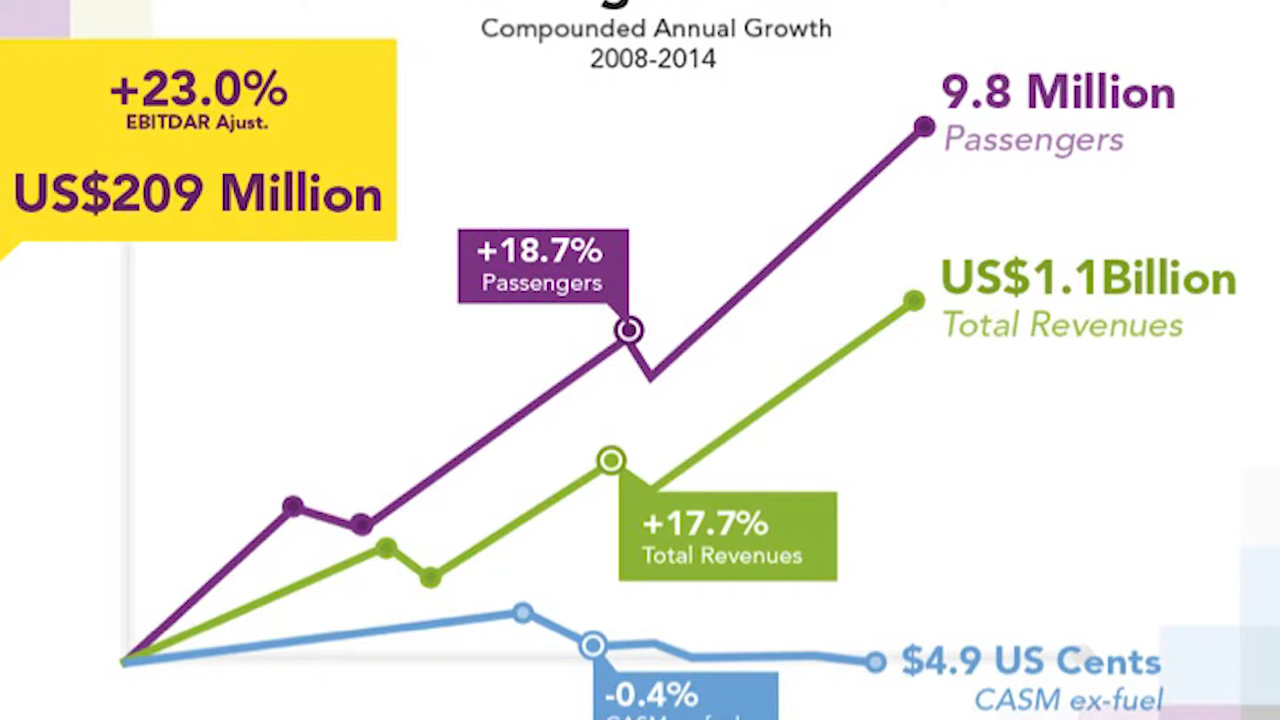 Compounded Annual Growth
2008-2014
+23.0%
EBITDAR Ajust.
US$209 Million
9.8 Million
Passengers
+18.7%
Passengers
US$1.1Billion
Total Revenues
+17.7%
Total Revenues
$4.9 US Cents
CASM ex-fuel
-0.4%